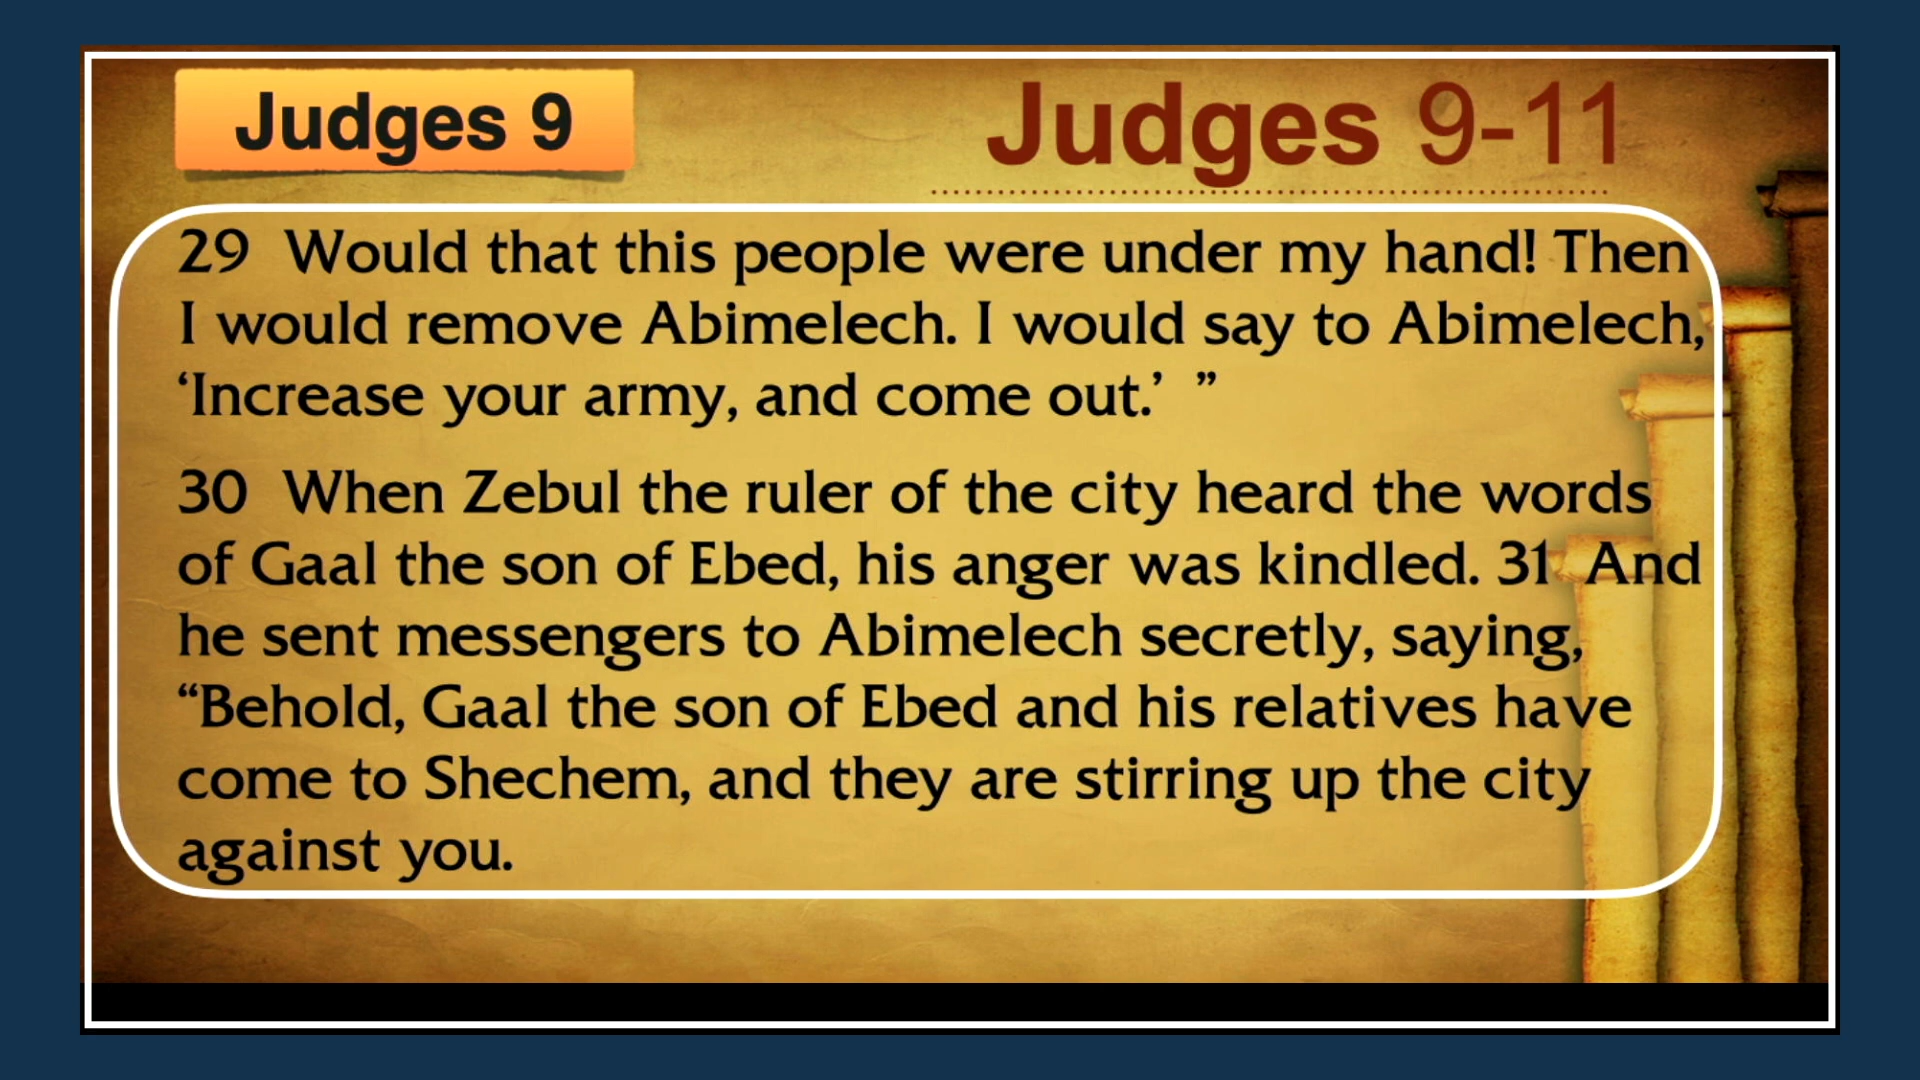 Judges 9
Judges 9-11
29 Would that this people were under my hand! Then
I would remove Abimelech. I would say to Abimelech,
‘Increase your army, and come out.’ ”
30 When Zebul the ruler of the city heard the words
of Gaal the son of Ebed, his anger was kindled. 31 And
he sent messengers to Abimelech secretly, saying,
“Behold, Gaal the son of Ebed and his relatives have
come to Shechem, and they are stirring up the city
against you.